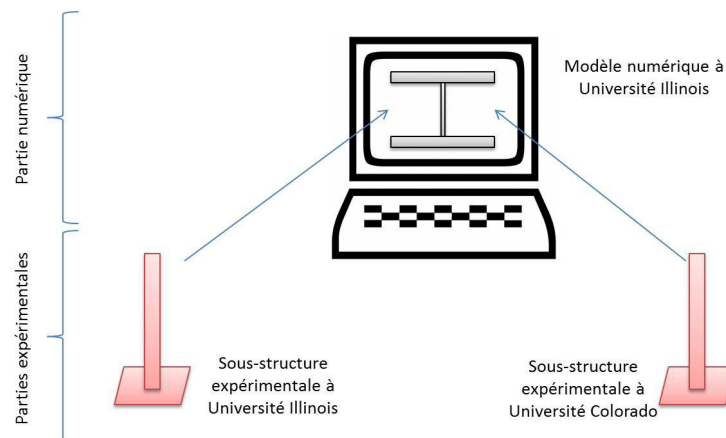 Partie numérique
Modèle numérique à
Université Illinois
Parties expérimentales
Sous-structure
expérimentale à
Université Illinois
Sous-structure
expérimentale à
Université Colorado